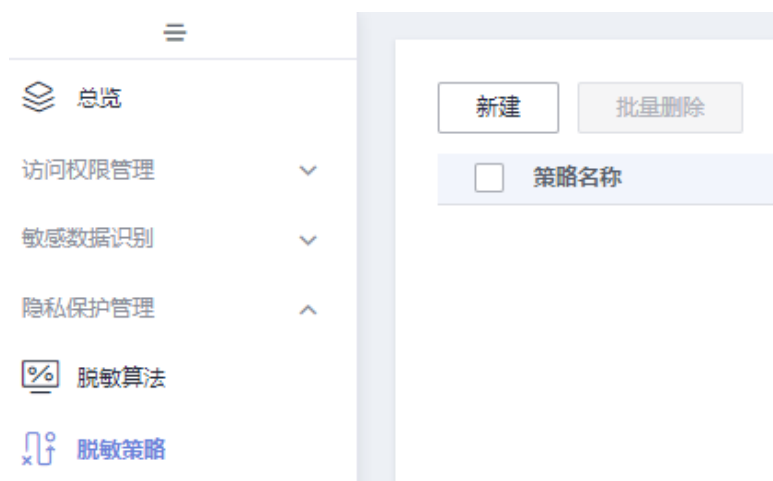 总览
访问权限管理
敏感数据识别
隐私保护管理
脱敏算法
脱敏策略
新建 批量删除
策略名称